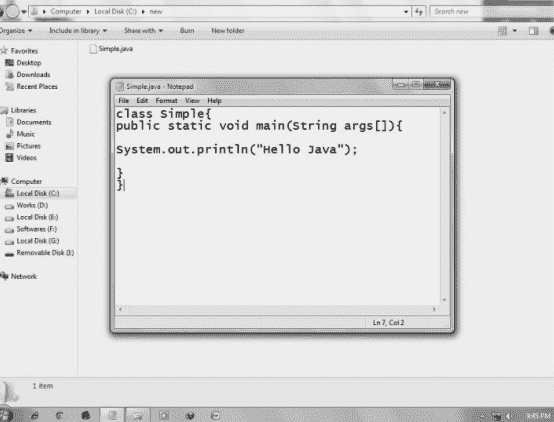 Computer ▸ Local Disk (C:) ▸ new
Search new
Organize
Include in library
Share with
Burn
New folder
Favorites
Desktop
Downloads
Recent Places
Libraries
Documents
Music
Pictures
Videos
Computer
Local Disk (C:)
Works (D:)
Local Disk (E:)
Softwares (F:)
Local Disk (G:)
Removable Disk (I:)
Network
Simple.java
Simple.java - Notepad
File Edit Format View Help
class Simple{
public static void main(String args[]){
System.out.println("Hello Java");
}
}
Ln 7, Col 2
1 item
9:45 PM